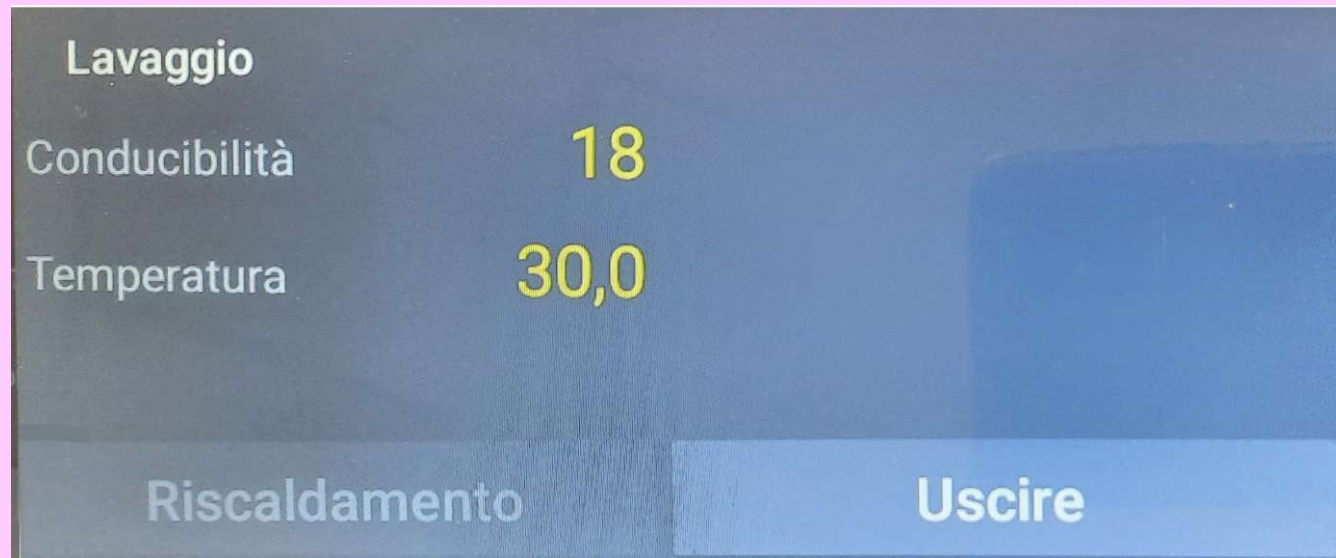 Lavaggio
Conducibilità 18
Temperatura 30,0
Riscaldamento Uscire